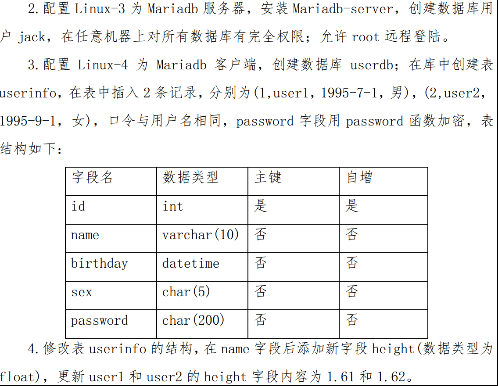 2.配置 Linux-3 为 Mariadb 服务器，安装 Mariadb-server，创建数据库用
户 jack，在任意机器上对所有数据库有完全权限；允许 root 远程登陆。
3.配置 Linux-4 为 Mariadb 客户端，创建数据库 userdb；在库中创建表
userinfo，在表中插入 2 条记录，分别为(1,user1，1995-7-1，男)，(2,user2，
1995-9-1，女)，口令与用户名相同，password 字段用 password 函数加密，表
结构如下：
字段名 数据类型 主键 自增
id int 是 是
name varchar(10) 否 否
birthday datetime 否 否
sex char(5) 否 否
password char(200) 否 否
4.修改表 userinfo 的结构，在 name 字段后添加新字段 height(数据类型为
float)，更新 user1 和 user2 的 height 字段内容为 1.61 和 1.62。